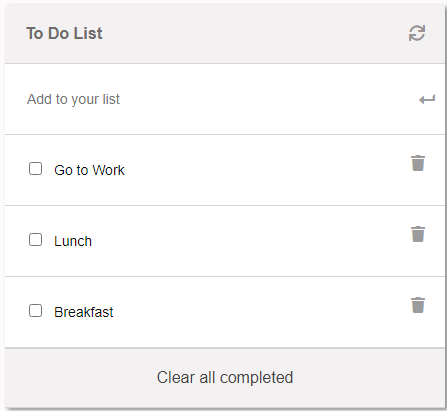 To Do List
Add to your list
Go to Work
Lunch
Breakfast
Clear all completed